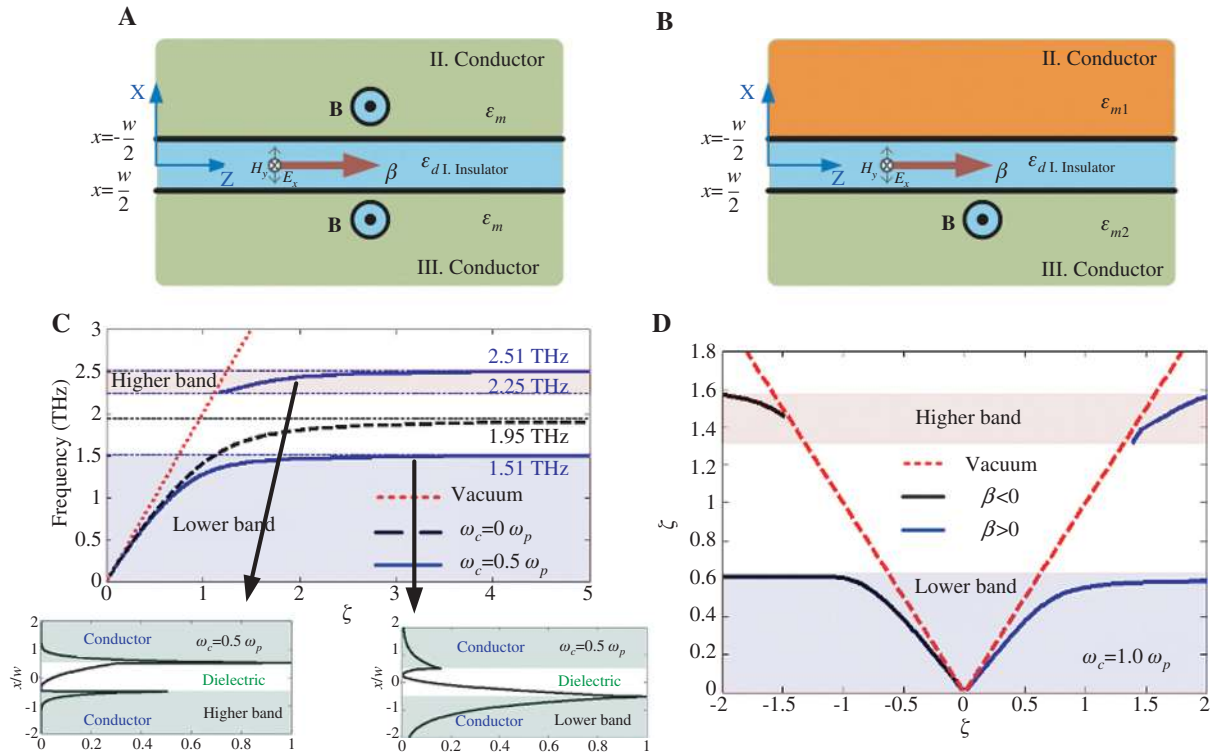 A
II. Conductor
X
B
ε_m
x=-w/2
H_y
E_x
β
ε_d I. Insulator
Z
x=w/2
B
ε_m
III. Conductor
B
II. Conductor
X
ε_m1
x=-w/2
H_y
E_x
β
ε_d I. Insulator
Z
x=w/2
B
ε_m2
III. Conductor
C
Frequency (THz)
3
2.5
2
1.5
1
0.5
0
2.51 THz
Higher band
2.25 THz
1.95 THz
1.51 THz
Vacuum
Lower band
ω_c=0 ω_p
ω_c=0.5 ω_p
0 1 2 3 4 5
ξ
x/w
2
1
0
-1
-2
Conductor
ω_c=0.5 ω_p
Dielectric
Conductor
Higher band
0 0.2 0.4 0.6 0.8 1
2
1
0
-1
-2
Conductor
ω_c=0.5 ω_p
Dielectric
Conductor
Lower band
0 0.2 0.4 0.6 0.8 1
D
ξ
1.8
1.6
1.4
1.2
1
0.8
0.6
0.4
0.2
0
Higher band
Vacuum
β<0
β>0
Lower band
ω_c=1.0 ω_p
-2 -1.5 -1 -0.5 0 0.5 1 1.5 2
ξ